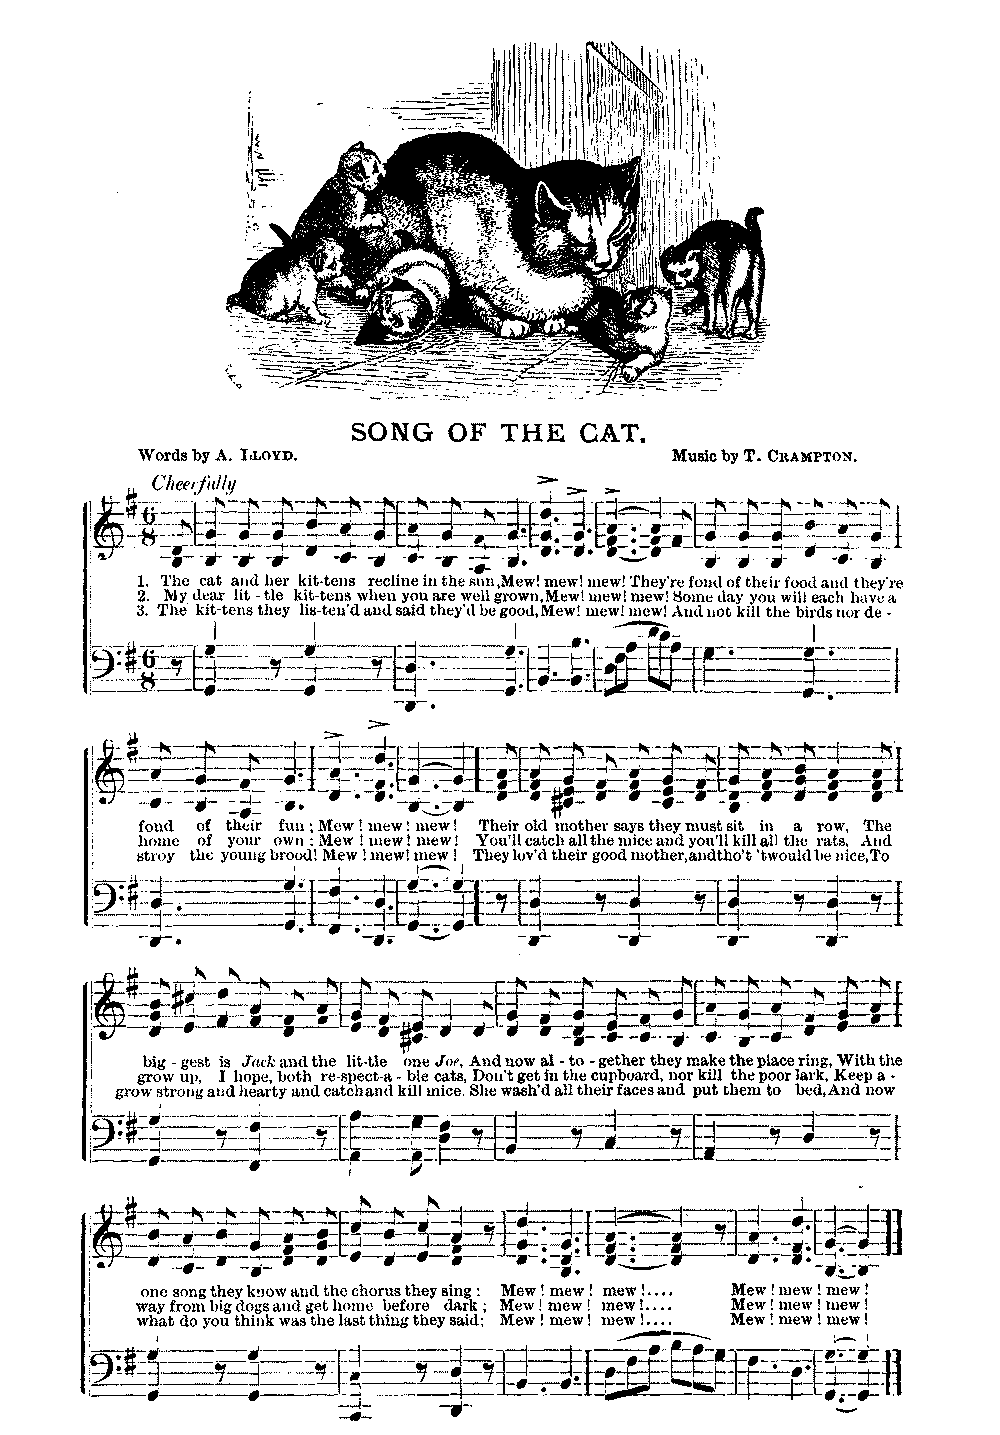 SONG OF THE CAT.
Words by A. LLOYD.
Music by T. CRAMPTON.
Cheerfully
1. The cat and her kit-tens recline in the sun, Mew! mew! mew! They're fond of their food and they're
2. My dear lit - tle kit-tens when you are well grown, Mew! mew! mew! Some day you will each have a
3. The kit-tens they lis-ten'd and said they'd be good, Mew! mew! mew! And not kill the birds nor de -
fond of their fun; Mew! mew! mew! Their old mother says they must sit in a row, The
home of your own; Mew! mew! mew! You'll catch all the mice and you'll kill all the rats, And
stroy the young brood! Mew! mew! mew! They lov'd their good mother, and tho't 'twould be nice, To
big - gest is Jack and the lit-tle one Joe, And now al - to - gether they make the place ring, With the
grow up, I hope, both re-spect-a - ble cats, Don't get in the cupboard, nor kill the poor lark, Keep a -
grow strong and hearty and catch and kill mice. She wash'd all their faces and put them to bed, And now
one song they know and the chorus they sing: Mew! mew! mew!.... Mew! mew! mew!
way from big dogs and get home before dark; Mew! mew! mew!.... Mew! mew! mew!
what do you think was the last thing they said; Mew! mew! mew!.... Mew! mew! mew!